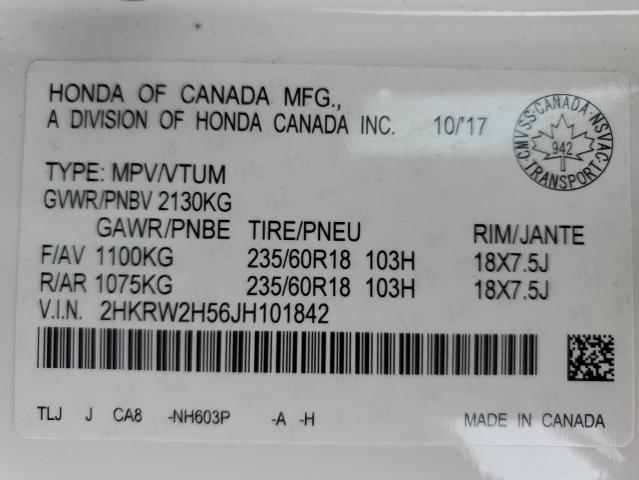 HONDA OF CANADA MFG.,
A DIVISION OF HONDA CANADA INC. 10/'17
CMVSS·CANADA·NSVAC
942
TRANSPORT
TYPE: MPV/VTUM
GVWR/PNBV 2130KG
GAWR/PNBE TIRE/PNEU RIM/JANTE
F/AV 1100KG 235/60R18 103H 18X7.5J
R/AR 1075KG 235/60R18 103H 18X7.5J
V.I.N. 2HKRW2H56JH101842
TLJ J CA8 -NH603P -A -H MADE IN CANADA